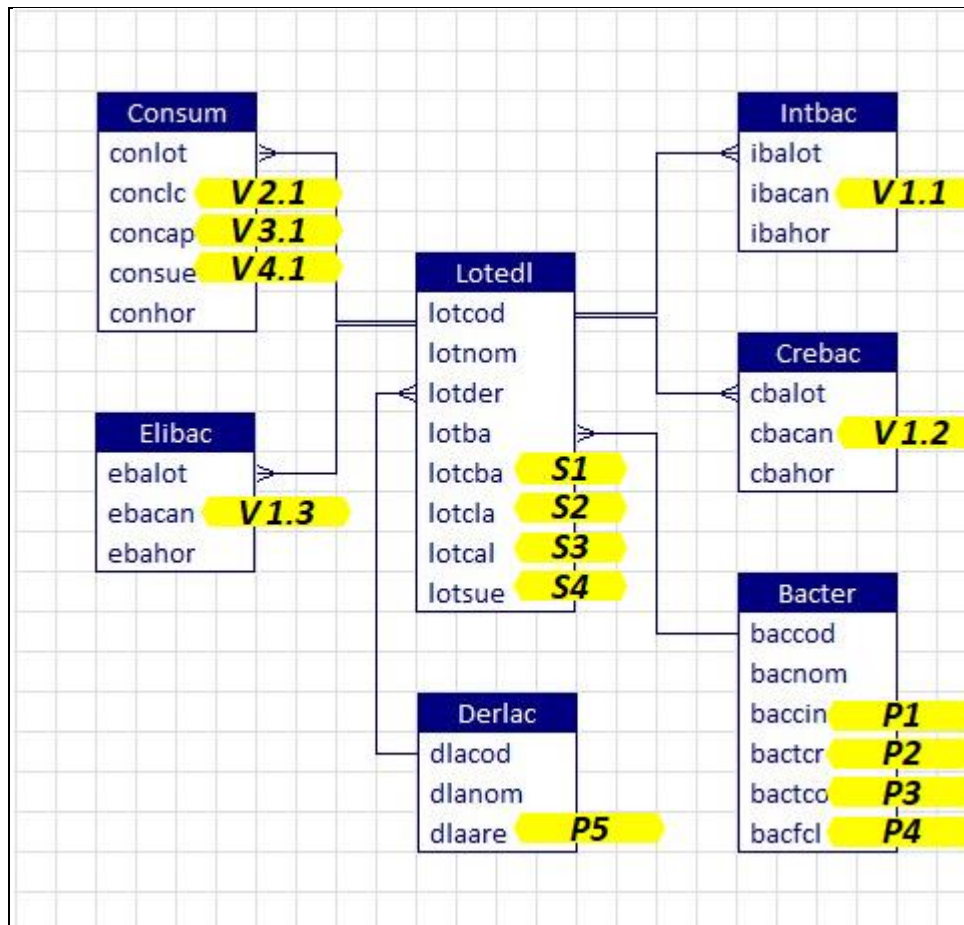 Consum
conlot
conclc V 2.1
concap V 3.1
consue V 4.1
conhor
Elibac
ebalot
ebacan V 1.3
ebahor
Lotedl
lotcod
lotnom
lotder
lotba
lotcba S1
lotcla S2
lotcal S3
lotsue S4
Derlac
dlacod
dlanom
dlaare P5
Intbac
ibalot
ibacan V 1.1
ibahor
Crebac
cbalot
cbacan V 1.2
cbahor
Bacter
baccod
bacnom
baccin P1
bactcr P2
bactco P3
bacfcl P4